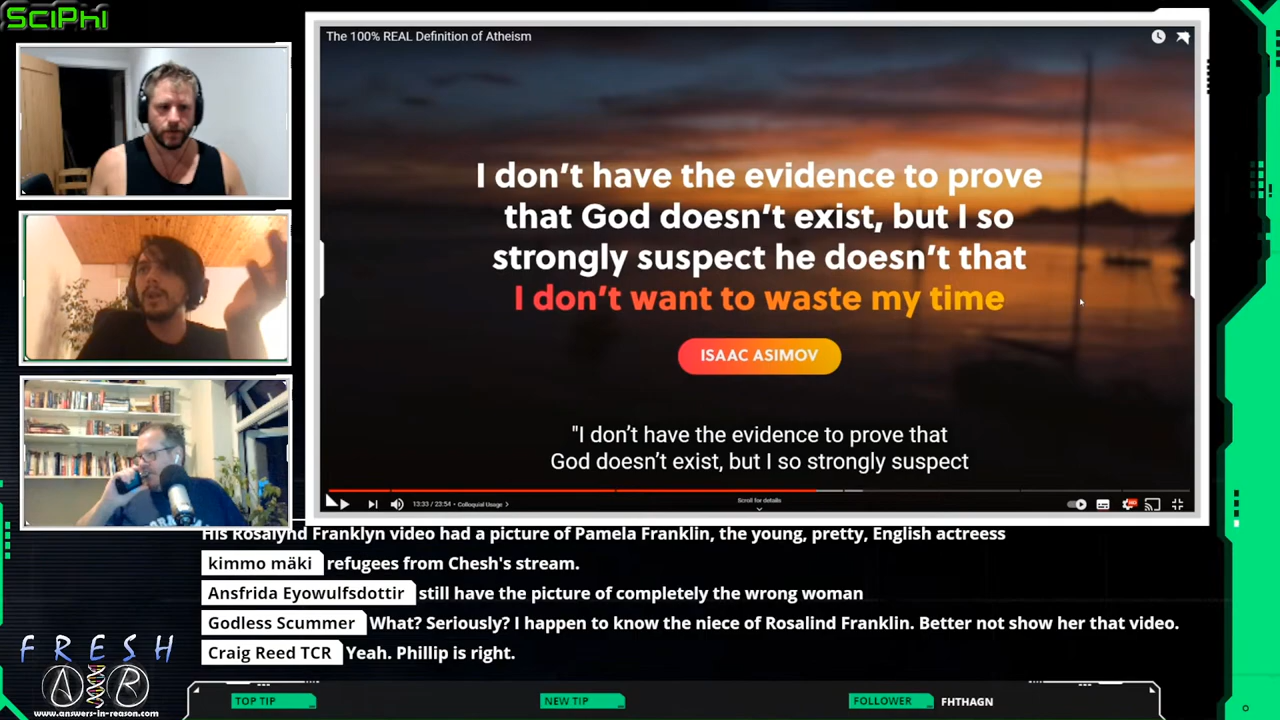 SCIPHI
The 100% REAL Definition of Atheism
I don't have the evidence to prove
that God doesn't exist, but I so
strongly suspect he doesn't that
I don't want to waste my time
ISAAC ASIMOV
"I don't have the evidence to prove that
God doesn't exist, but I so strongly suspect
13:33 / 23:54 • Colloquial Usage >
Scroll for details
His Rosalynd Franklyn video had a picture of Pamela Franklin, the young, pretty, English actreess
kimmo mäki refugees from Chesh's stream.
Ansfrida Eyowulfsdottir still have the picture of completely the wrong woman
Godless Scummer What? Seriously? I happen to know the niece of Rosalind Franklin. Better not show her that video.
Craig Reed TCR Yeah. Phillip is right.
FRESH
AiR
www.answers-in-reason.com
TOP TIP
NEW TIP
FOLLOWER FHTHAGN